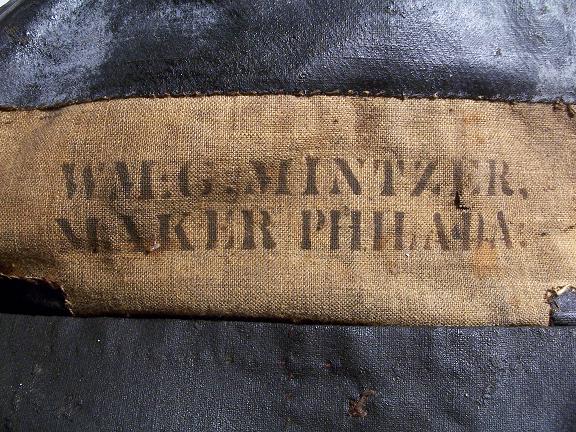 WM: G. MINTZER,
MAKER PHILADA.